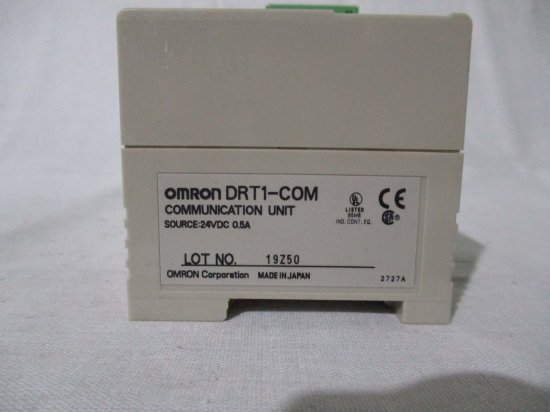 omron DRT1-COM
COMMUNICATION UNIT
SOURCE:24VDC 0.5A
UL
LISTED
IND. CONT. EQ.
CE
LOT NO. 19Z50
OMRON Corporation MADE IN JAPAN
2727A